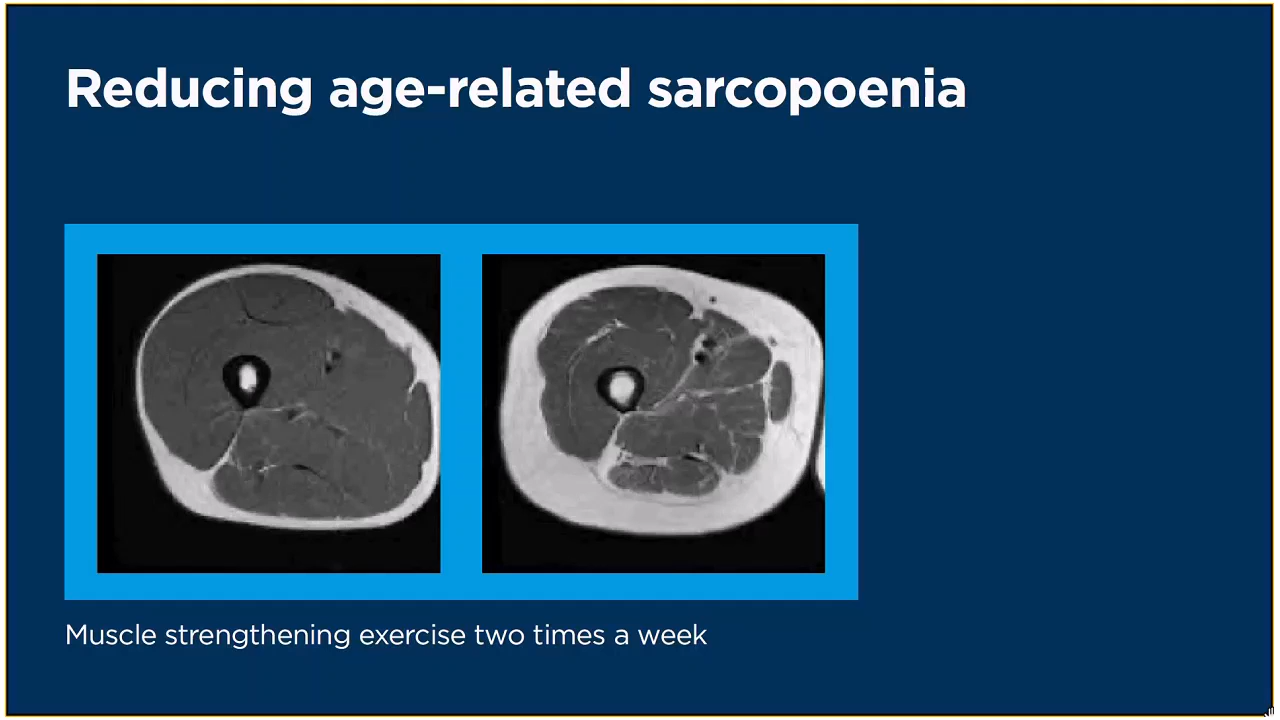 Reducing age-related sarcopoenia
Muscle strengthening exercise two times a week